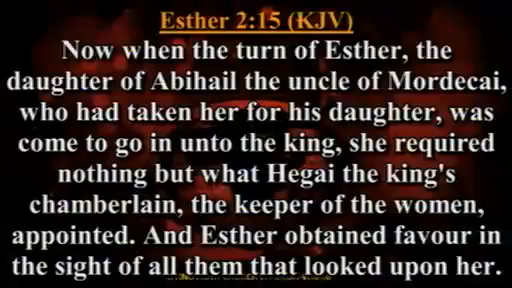 Esther 2:15 (KJV)
Now when the turn of Esther, the
daughter of Abihail the uncle of Mordecai,
who had taken her for his daughter, was
come to go in unto the king, she required
nothing but what Hegai the king's
chamberlain, the keeper of the women,
appointed. And Esther obtained favour in
the sight of all them that looked upon her.